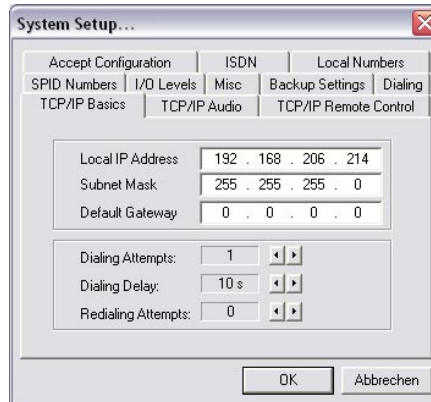 System Setup...
Accept Configuration ISDN Local Numbers
SPID Numbers I/O Levels Misc Backup Settings Dialing
TCP/IP Basics TCP/IP Audio TCP/IP Remote Control
Local IP Address 192 . 168 . 206 . 214
Subnet Mask 255 . 255 . 255 . 0
Default Gateway 0 . 0 . 0 . 0
Dialing Attempts: 1
Dialing Delay: 10 s
Redialing Attempts: 0
OK Abbrechen